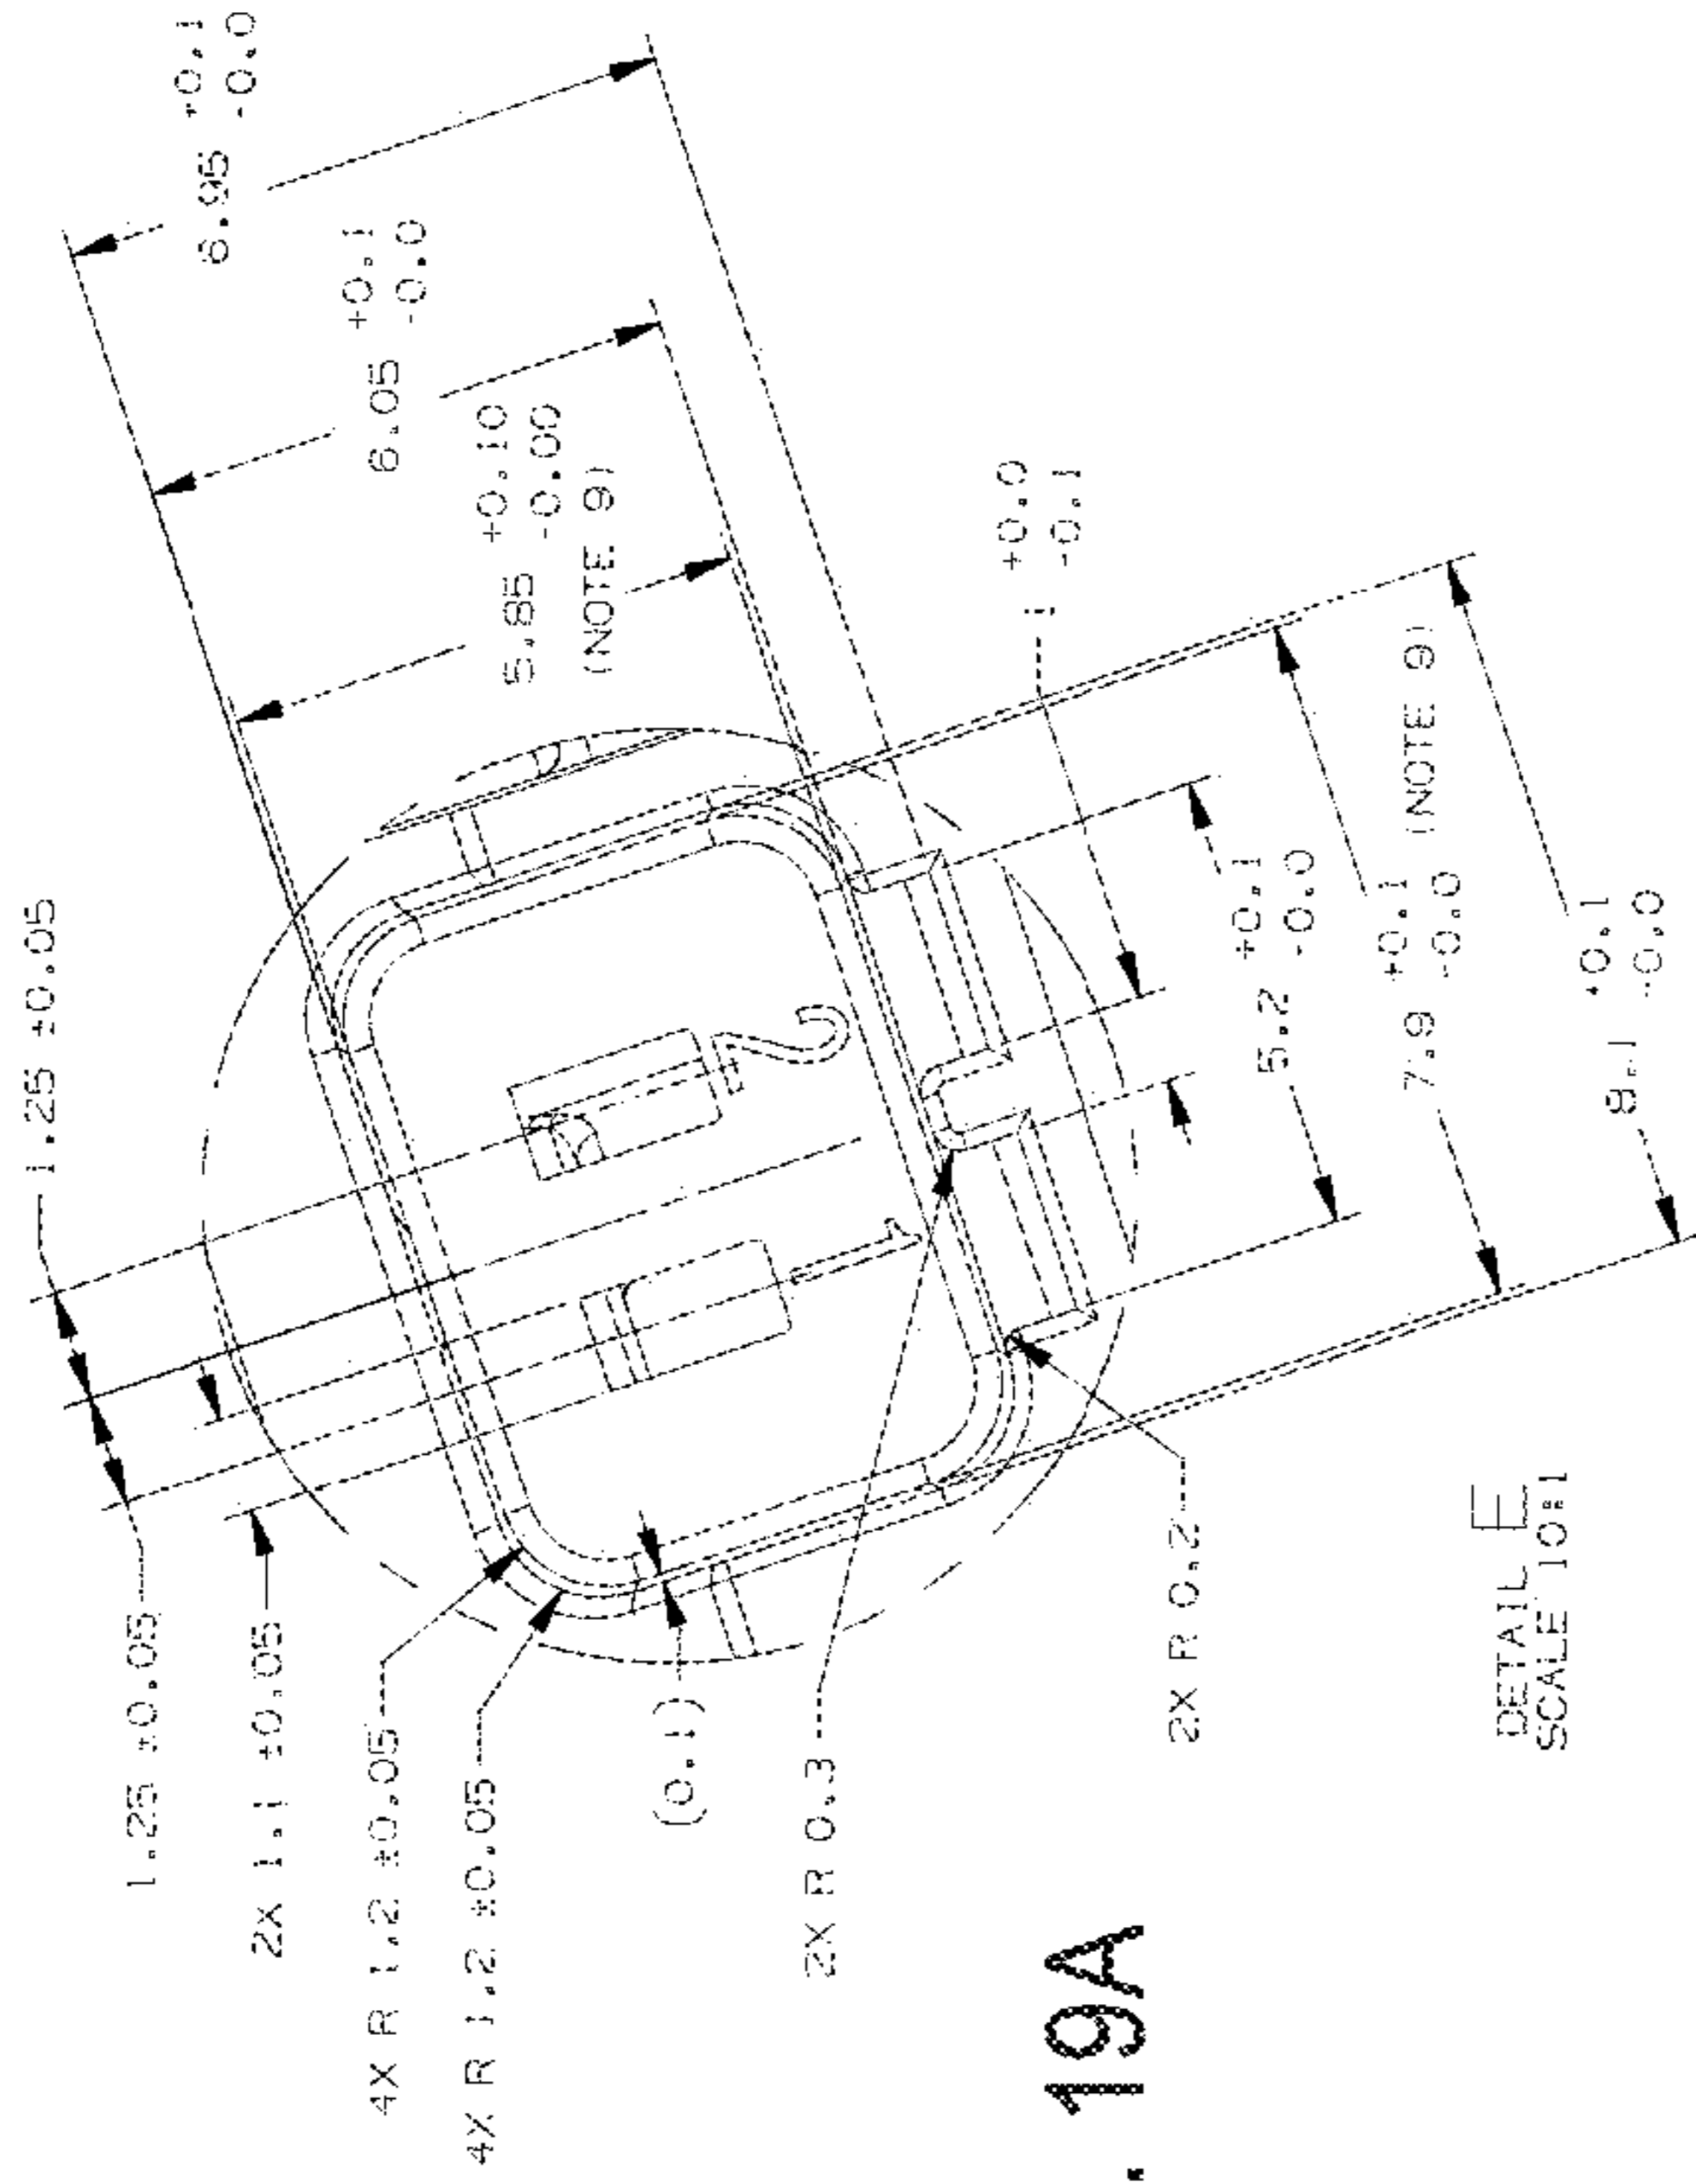 1.25 ±0.05
1.25 ±0.05
2X 1.1 ±0.05
4X R 1.2 ±0.05
4X R 1.2 ±0.05
(0.1)
2X R 0.3
2X R 0.2
6.95 +0.1
-0.0
6.05 +0.1
-0.0
5.85 +0.10
-0.00
(NOTE 9)
1 +0.0
-0.1
5.2 +0.1
-0.0
7.9 +0.1
-0.0 (NOTE 9)
8.1 +0.1
-0.0
DETAIL E
SCALE 10:1
. 19A